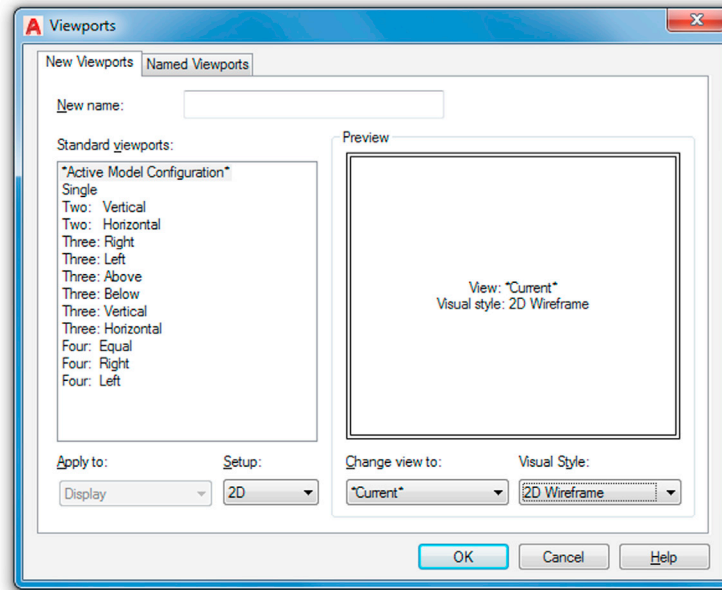 Viewports
New Viewports
Named Viewports
New name:
Standard viewports:
*Active Model Configuration*
Single
Two: Vertical
Two: Horizontal
Three: Right
Three: Left
Three: Above
Three: Below
Three: Vertical
Three: Horizontal
Four: Equal
Four: Right
Four: Left
Apply to:
Display
Setup:
2D
Preview
View: *Current*
Visual style: 2D Wireframe
Change view to:
*Current*
Visual Style:
2D Wireframe
OK
Cancel
Help